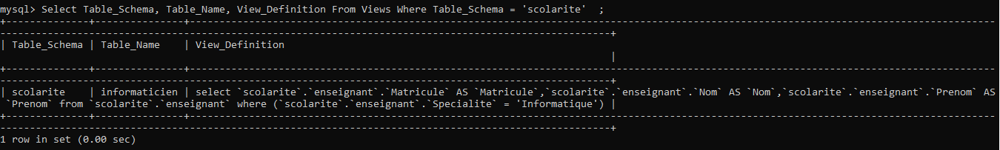 mysql> Select Table_Schema, Table_Name, View_Definition From Views Where Table_Schema = 'scolarite'  ;
+--------------+---------------+---------------------------------------------------------------------------------------------------------------------------------------
-------------------------------------------------------------------------------------------------------+
| Table_Schema | Table_Name    | View_Definition
                                                                                                       |
+--------------+---------------+---------------------------------------------------------------------------------------------------------------------------------------
-------------------------------------------------------------------------------------------------------+
| scolarite    | informaticien | select `scolarite`.`enseignant`.`Matricule` AS `Matricule`,`scolarite`.`enseignant`.`Nom` AS `Nom`,`scolarite`.`enseignant`.`Prenom` AS
 `Prenom` from `scolarite`.`enseignant` where (`scolarite`.`enseignant`.`Specialite` = 'Informatique') |
+--------------+---------------+---------------------------------------------------------------------------------------------------------------------------------------
-------------------------------------------------------------------------------------------------------+
1 row in set (0.00 sec)